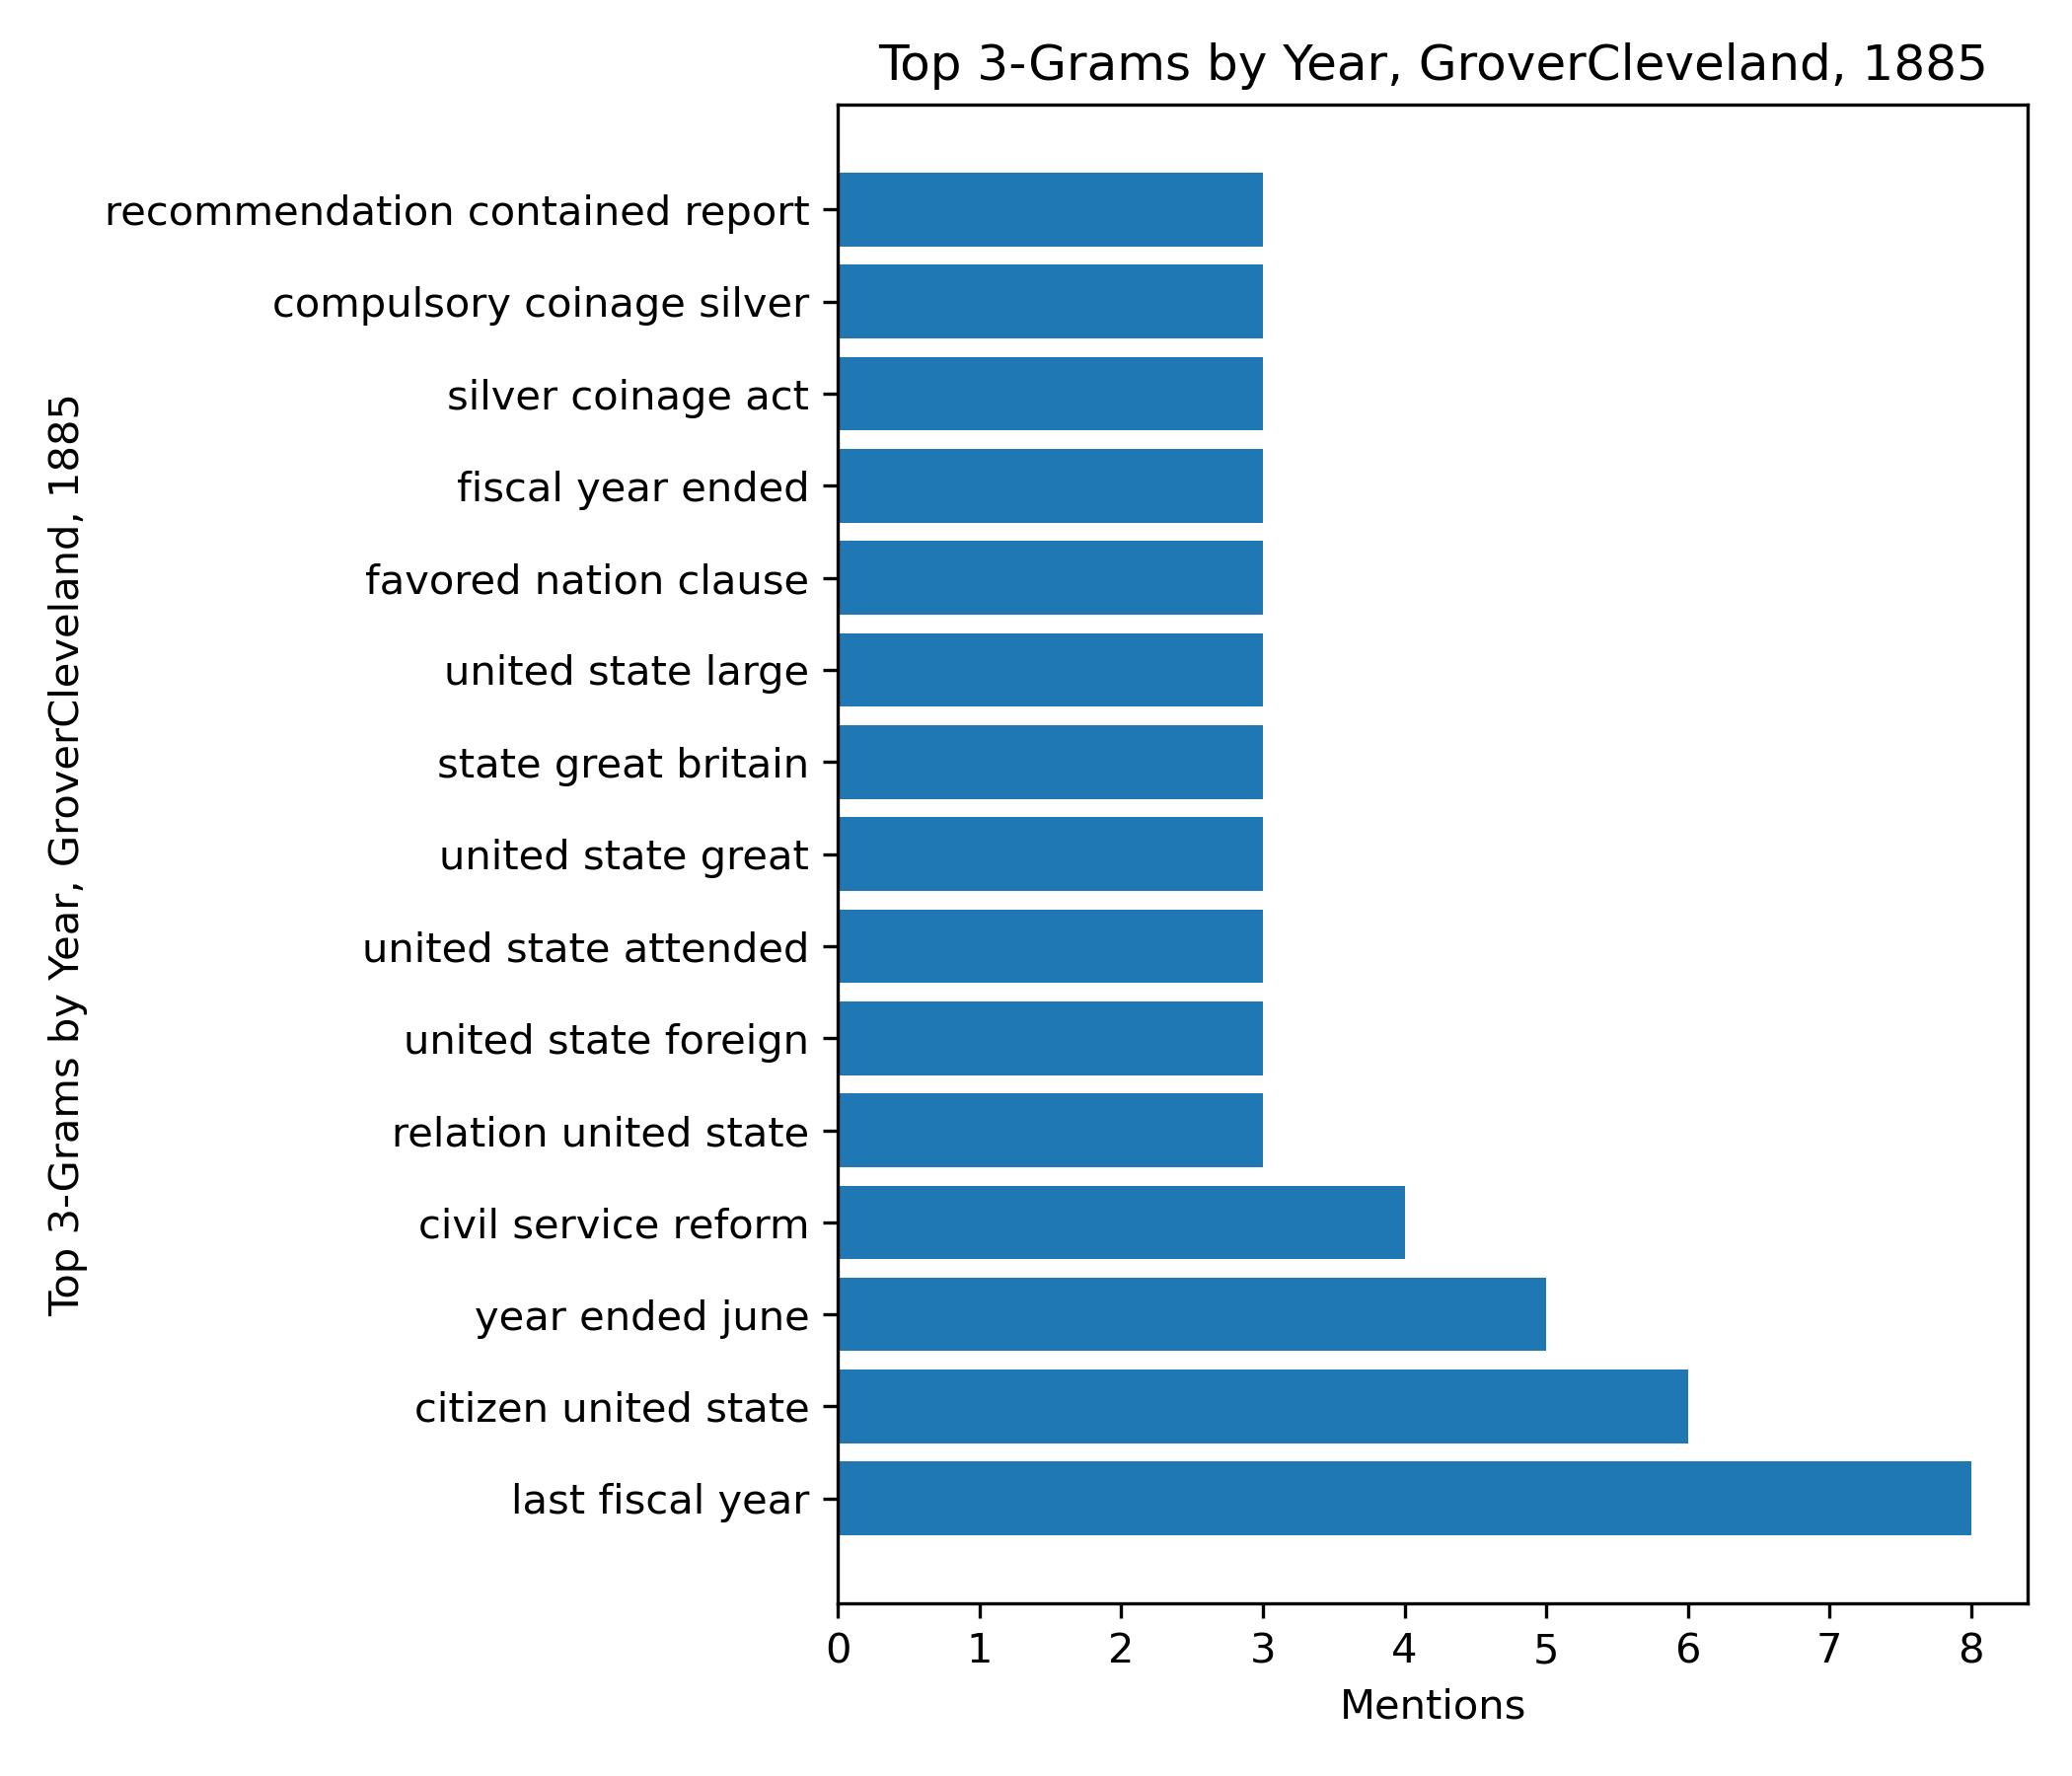 Top 3-Grams by Year, GroverCleveland, 1885
Top 3-Grams by Year, GroverCleveland, 1885
recommendation contained report
compulsory coinage silver
silver coinage act
fiscal year ended
favored nation clause
united state large
state great britain
united state great
united state attended
united state foreign
relation united state
civil service reform
year ended june
citizen united state
last fiscal year
0 1 2 3 4 5 6 7 8
Mentions